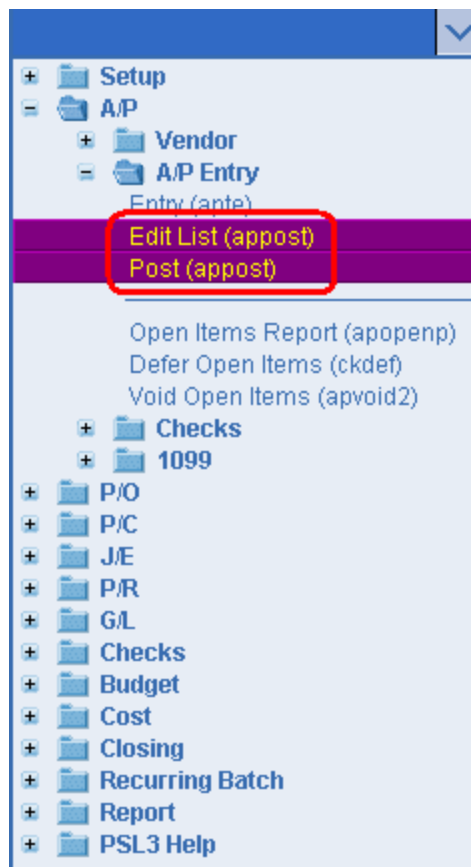 Setup
A/P
Vendor
A/P Entry
Entry (apte)
Edit List (appost)
Post (appost)
Open Items Report (apopenp)
Defer Open Items (ckdef)
Void Open Items (apvoid2)
Checks
1099
P/O
P/C
J/E
P/R
G/L
Checks
Budget
Cost
Closing
Recurring Batch
Report
PSL3 Help